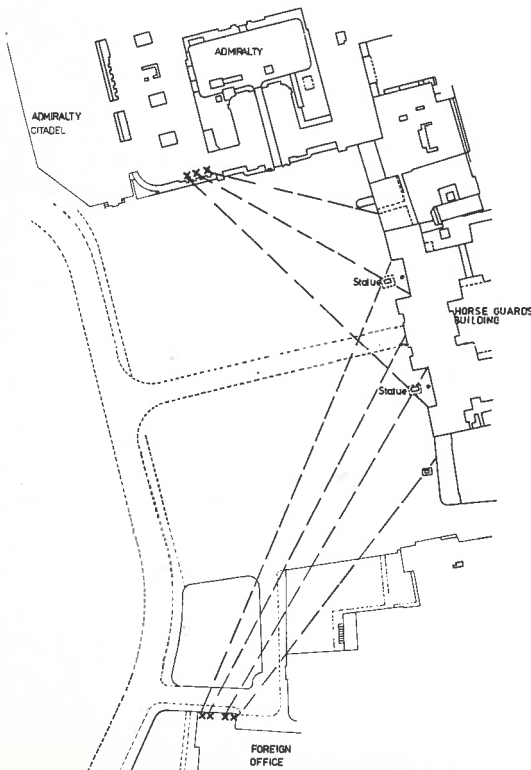 ADMIRALTY
ADMIRALTY
CITADEL
Statue
HORSE GUARDS
BUILDING
Statue
FOREIGN
OFFICE